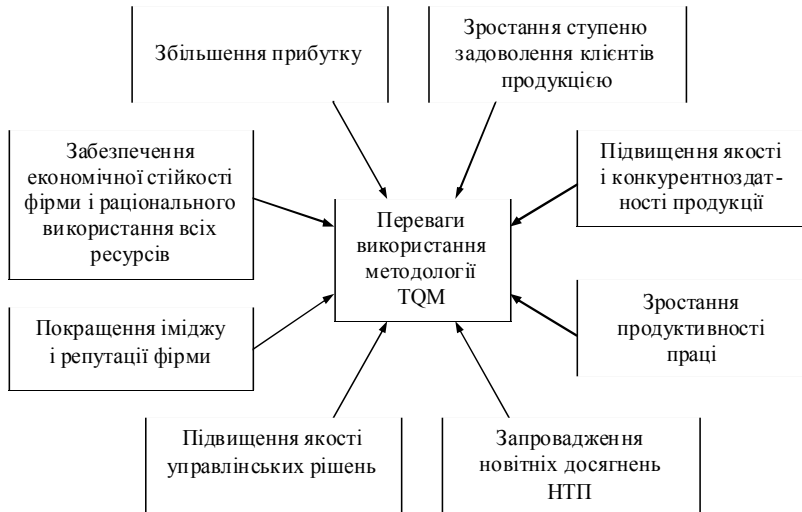 Збільшення прибутку
Зростання ступеню
задоволення клієнтів
продукцією
Забезпечення
економічної стійкості
фірми і раціонального
використання всіх
ресурсів
Підвищення якості
і конкурентноздат-
ності продукції
Переваги
використання
методології
TQM
Покращення іміджу
і репутації фірми
Зростання
продуктивності
праці
Підвищення якості
управлінських рішень
Запровадження
новітніх досягнень
НТП